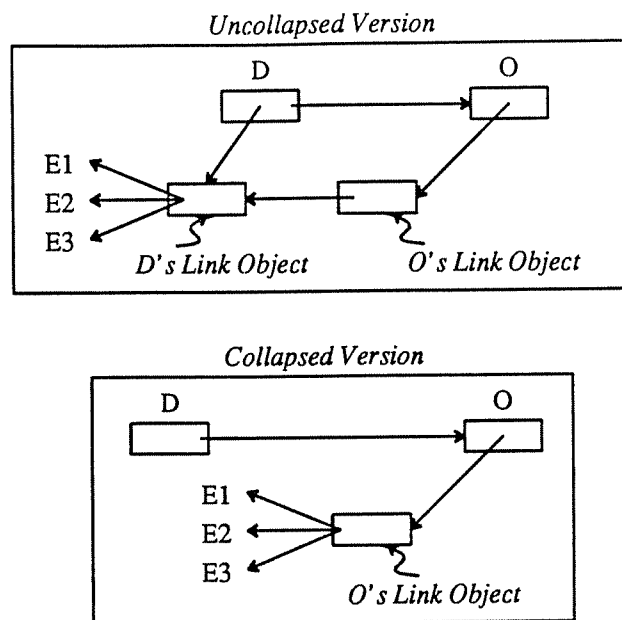 Uncollapsed Version
D O
E1
E2
E3
D's Link Object O's Link Object
Collapsed Version
D O
E1
E2
E3
O's Link Object